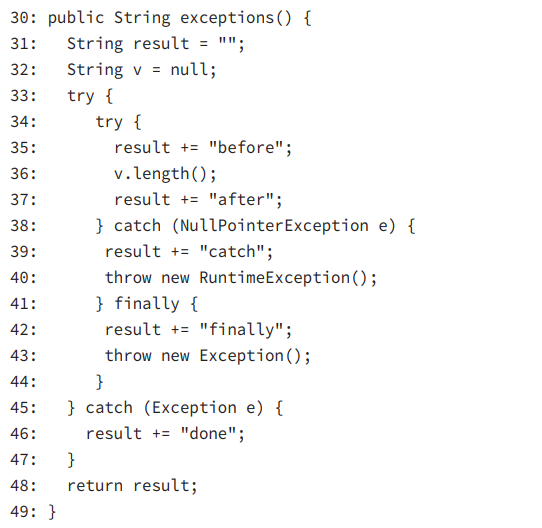 30: public String exceptions() {
31:   String result = "";
32:   String v = null;
33:   try {
34:      try {
35:        result += "before";
36:        v.length();
37:        result += "after";
38:      } catch (NullPointerException e) {
39:       result += "catch";
40:       throw new RuntimeException();
41:      } finally {
42:       result += "finally";
43:       throw new Exception();
44:      }
45:   } catch (Exception e) {
46:     result += "done";
47:   }
48:   return result;
49: }